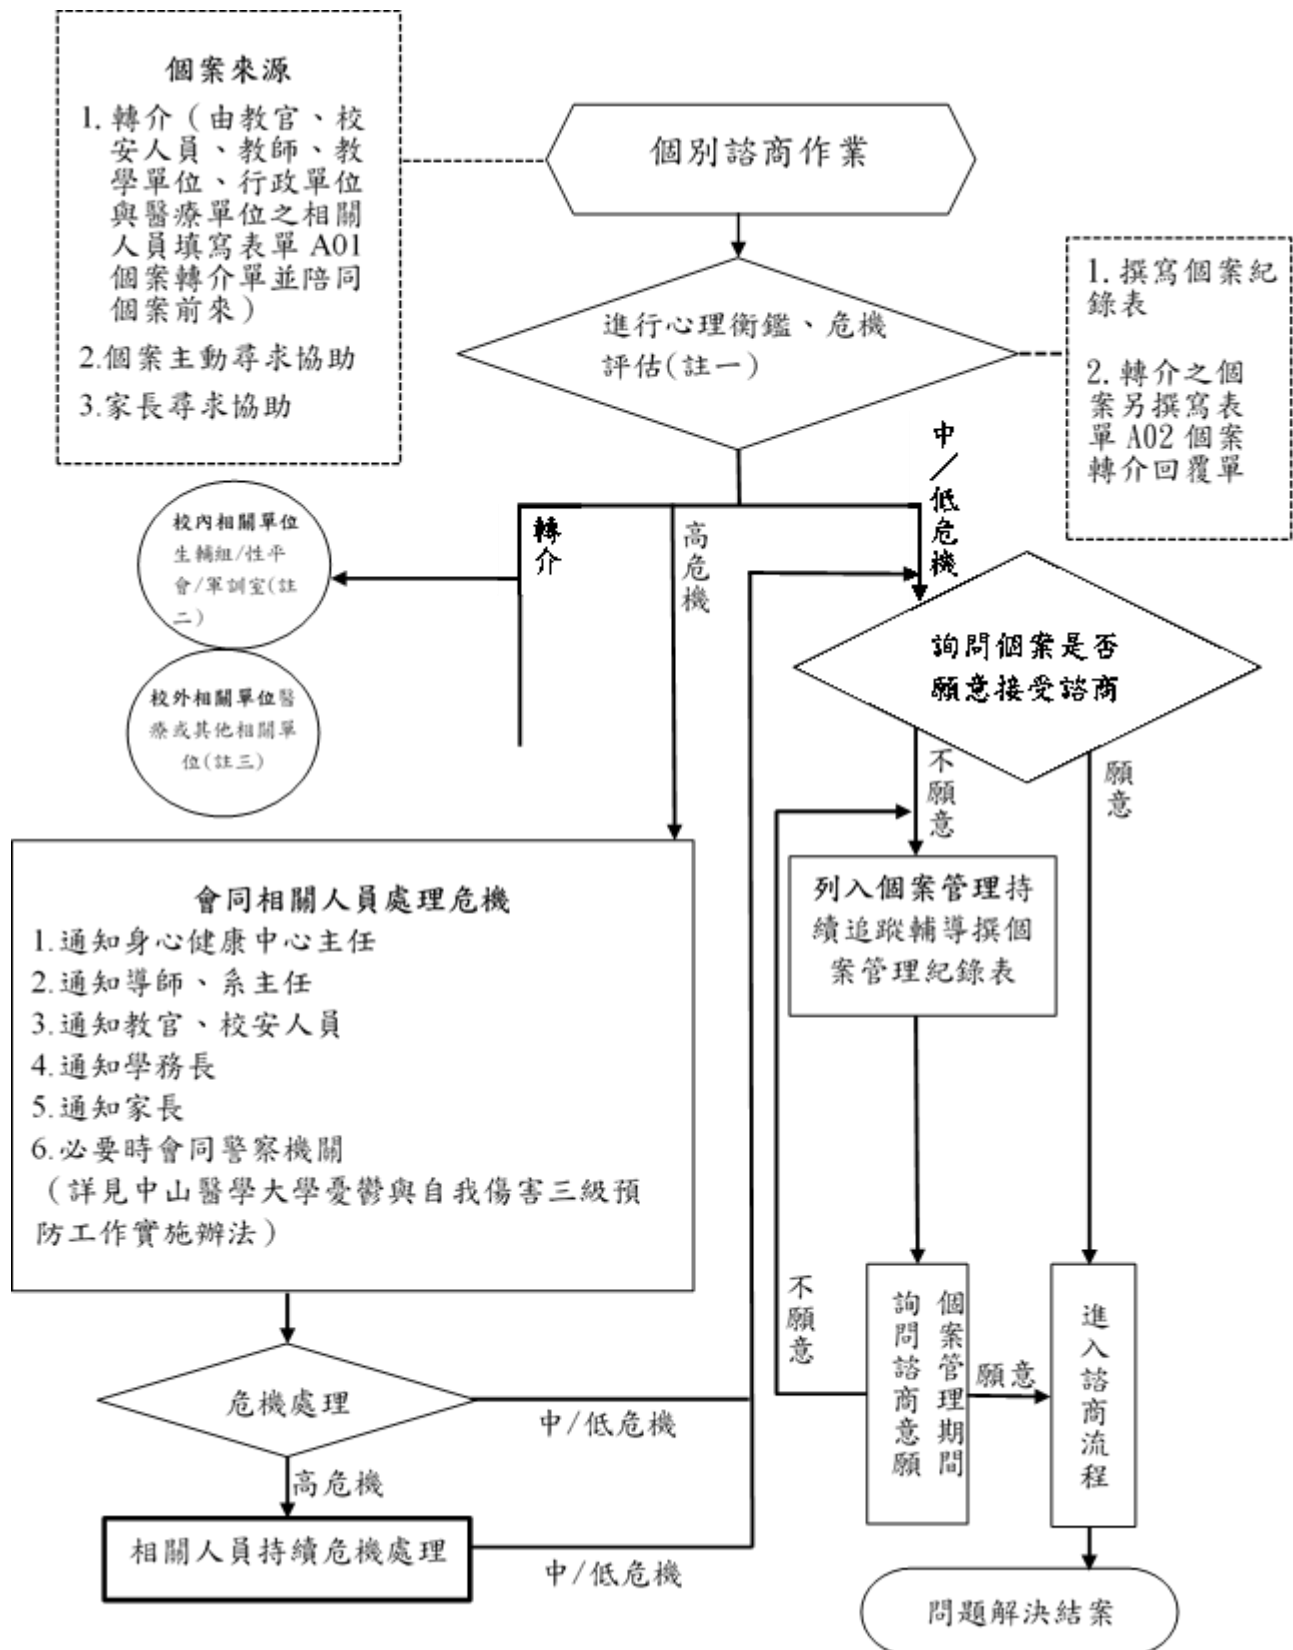 個案來源
1. 轉介（由教官、校
安人員、教師、教
學單位、行政單位
與醫療單位之相關
人員填寫表單 A01
個案轉介單並陪同
個案前來）
2.個案主動尋求協助
3.家長尋求協助
個別諮商作業
進行心理衡鑑、危機
評估(註一)
1. 撰寫個案紀
錄表
2. 轉介之個
案另撰寫表
單 A02 個案
轉介回覆單
中/低危機
轉介
高危機
校內相關單位
生輔組/性平
會/軍訓室(註
二)
校外相關單位醫
療或其他相關單
位(註三)
詢問個案是否
願意接受諮商
不願意
願意
列入個案管理持
續追蹤輔導撰個
案管理紀錄表
會同相關人員處理危機
1.通知身心健康中心主任
2.通知導師、系主任
3.通知教官、校安人員
4.通知學務長
5.通知家長
6.必要時會同警察機關
（詳見中山醫學大學憂鬱與自我傷害三級預
防工作實施辦法）
不願意
個案管理期間
詢問諮商意願
願意
進入諮商流程
危機處理
中/低危機
高危機
相關人員持續危機處理
中/低危機
問題解決結案